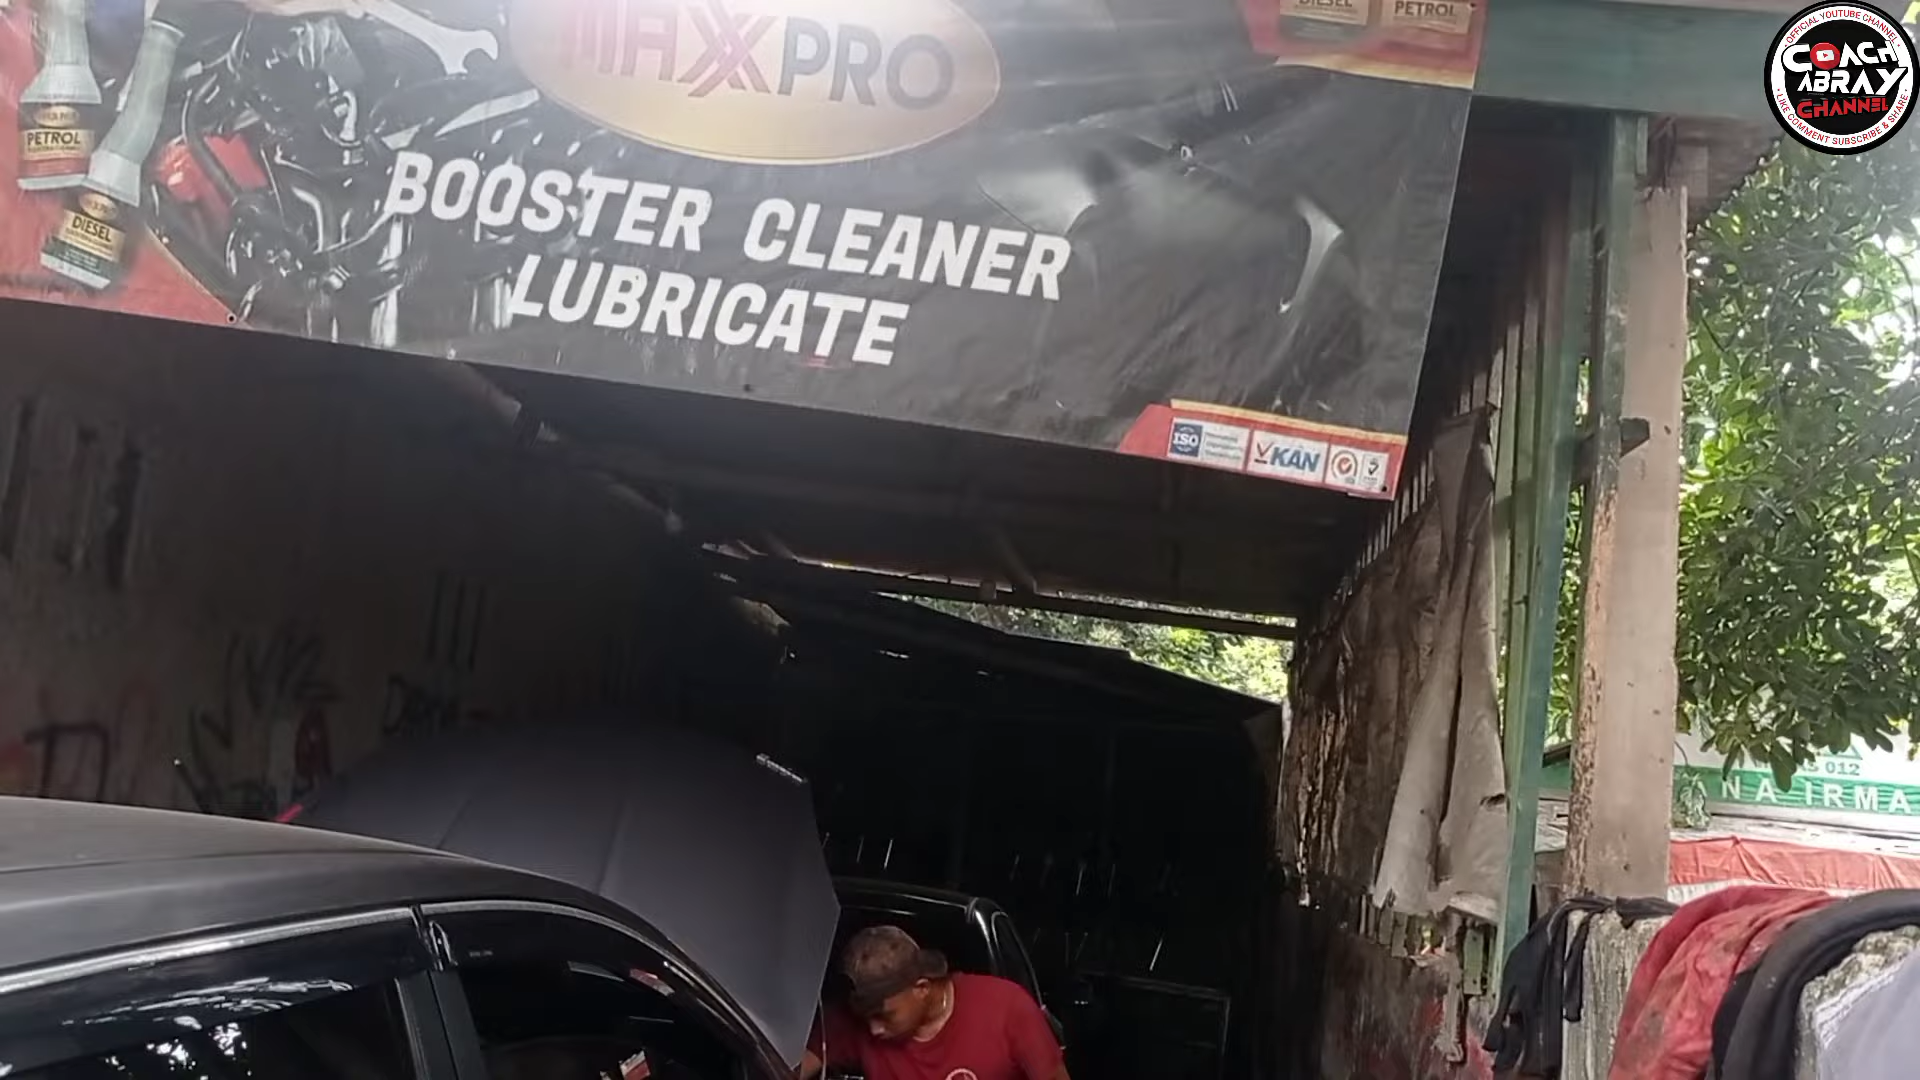 MAXXPRO
BOOSTER CLEANER
LUBRICATE
PETROL
DIESEL
DIESEL
PETROL
ISO
KAN
OFFICIAL YOUTUBE CHANNEL
COACH
ABRAY
CHANNEL
LIKE COMMENT SUBSCRIBE & SHARE
012
NA IRMA